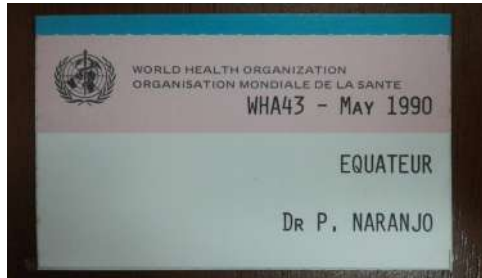 WORLD HEALTH ORGANIZATION
ORGANISATION MONDIALE DE LA SANTE
WHA43 - MAY 1990
EQUATEUR
DR P. NARANJO